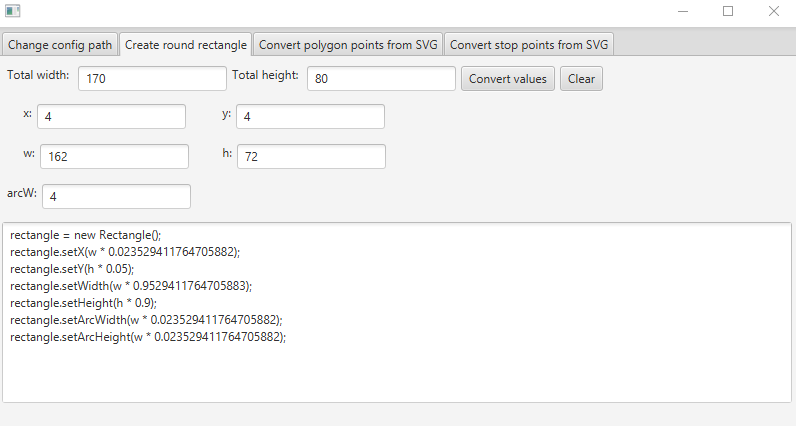 Change config path Create round rectangle Convert polygon points from SVG Convert stop points from SVG
Total width: 170 Total height: 80 Convert values Clear
x: 4 y: 4
w: 162 h: 72
arcW: 4
rectangle = new Rectangle();
rectangle.setX(w * 0.023529411764705882);
rectangle.setY(h * 0.05);
rectangle.setWidth(w * 0.9529411764705883);
rectangle.setHeight(h * 0.9);
rectangle.setArcWidth(w * 0.023529411764705882);
rectangle.setArcHeight(w * 0.023529411764705882);